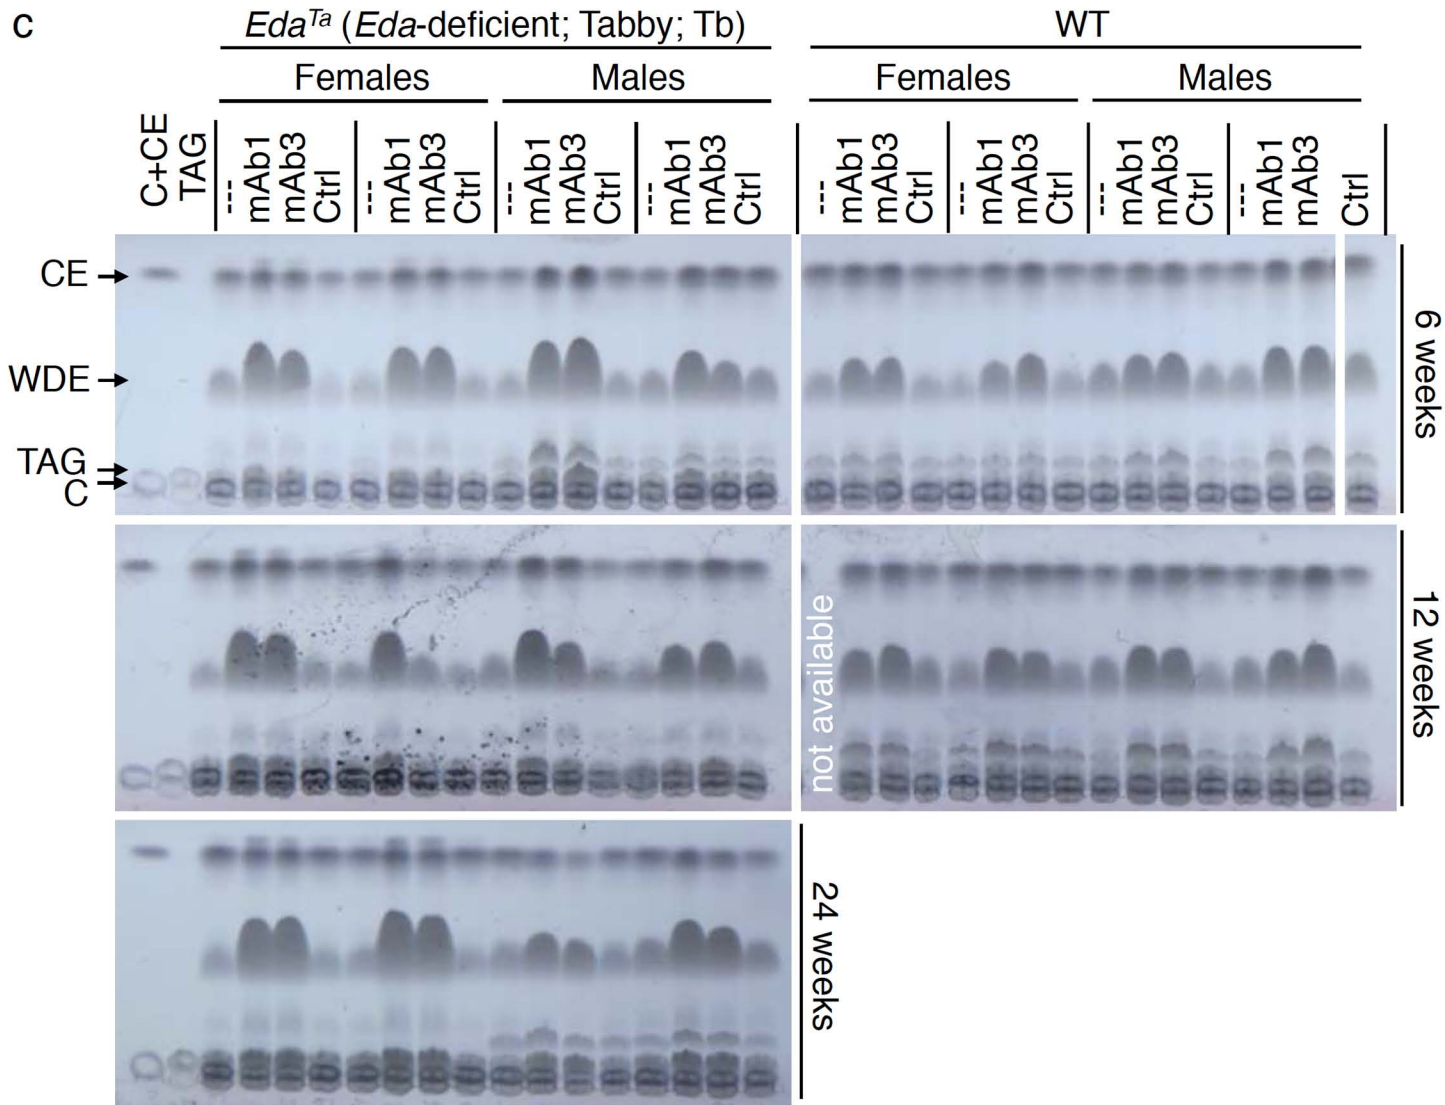 c
Eda^Ta (Eda-deficient; Tabby; Tb)
WT
Females
Males
Females
Males
C+CE
TAG
---
mAb1
mAb3
Ctrl
---
mAb1
mAb3
Ctrl
---
mAb1
mAb3
Ctrl
---
mAb1
mAb3
Ctrl
---
mAb1
mAb3
Ctrl
---
mAb1
mAb3
Ctrl
---
mAb1
mAb3
Ctrl
---
mAb1
mAb3
Ctrl
CE
WDE
TAG
C
6 weeks
not available
12 weeks
24 weeks